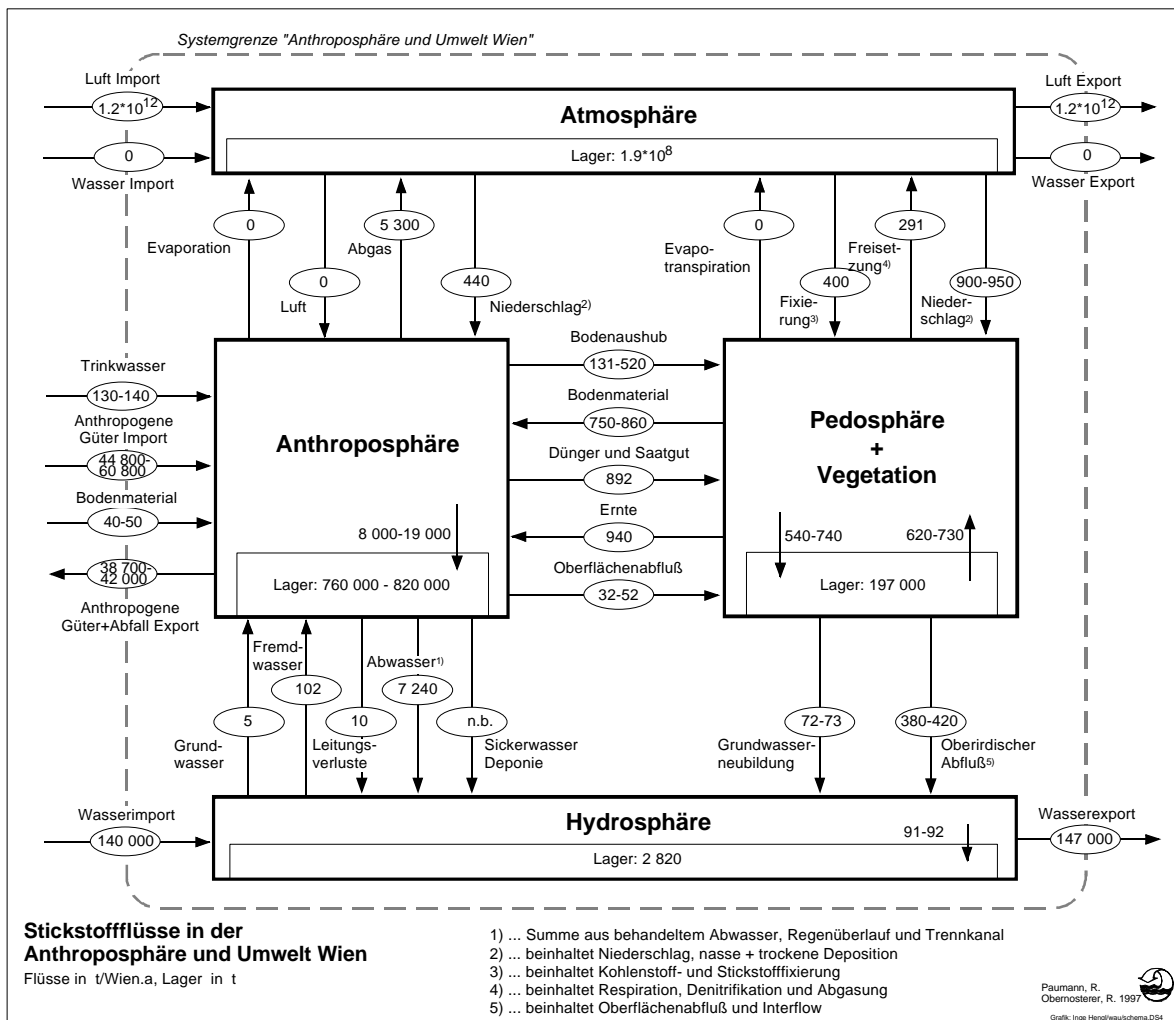 Systemgrenze "Anthroposphäre und Umwelt Wien"
Luft Import
1.2*10^12
0
Wasser Import
Atmosphäre
Lager: 1.9*10^8
Luft Export
1.2*10^12
0
Wasser Export
0
Evaporation
0
Luft
5 300
Abgas
440
Niederschlag2)
0
Evapo-
transpiration
400
Fixie-
rung3)
291
Freiset-
zung4)
900-950
Nieder-
schlag2)
Trinkwasser
130-140
Anthropogene
Güter Import
44 800-
60 800
Bodenmaterial
40-50
38 700-
42 000
Anthropogene
Güter+Abfall Export
Anthroposphäre
8 000-19 000
Lager: 760 000 - 820 000
Bodenaushub
131-520
Bodenmaterial
750-860
Dünger und Saatgut
892
Ernte
940
Oberflächenabfluß
32-52
Pedosphäre
+
Vegetation
540-740
620-730
Lager: 197 000
5
Grund-
wasser
Fremd-
wasser
102
10
Leitungs-
verluste
Abwasser1)
7 240
n.b.
Sickerwasser
Deponie
72-73
Grundwasser-
neubildung
380-420
Oberirdischer
Abfluß5)
Wasserimport
140 000
Hydrosphäre
91-92
Lager: 2 820
Wasserexport
147 000
Stickstoffflüsse in der
Anthroposphäre und Umwelt Wien
Flüsse in t/Wien.a, Lager in t
1) ... Summe aus behandeltem Abwasser, Regenüberlauf und Trennkanal
2) ... beinhaltet Niederschlag, nasse + trockene Deposition
3) ... beinhaltet Kohlenstoff- und Stickstofffixierung
4) ... beinhaltet Respiration, Denitrifikation und Abgasung
5) ... beinhaltet Oberflächenabfluß und Interflow
Paumann, R.
Obernosterer, R. 1997
Grafik: Inge Hengl/wau/schema.DS4